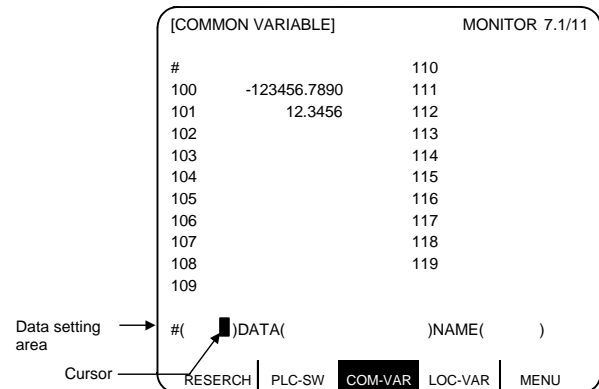 [COMMON VARIABLE] MONITOR 7.1/11
# 110
100 -123456.7890 111
101 12.3456 112
102 113
103 114
104 115
105 116
106 117
107 118
108 119
109
Data setting area
#( )DATA( )NAME( )
Cursor
RESERCH PLC-SW COM-VAR LOC-VAR MENU